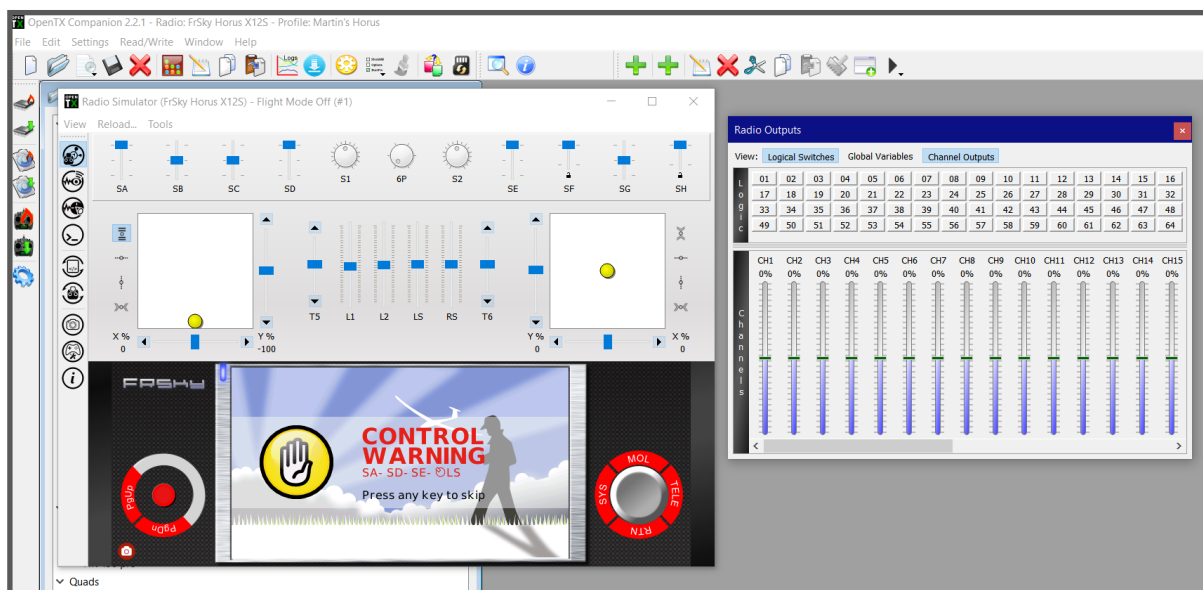 OpenTX Companion 2.2.1 - Radio: FrSky Horus X12S - Profile: Martin's Horus
File Edit Settings Read/Write Window Help
Logs
Radio Simulator (FrSky Horus X12S) - Flight Mode Off (#1)
View Reload... Tools
SA SB SC SD S1 6P S2 SE SF SG SH
T5 L1 L2 LS RS T6
X % Y % Y % X %
0 -100 0 0
FRSKY
CONTROL
WARNING
SA- SD- SE- LS
Press any key to skip
PgUp
PgDn
MOL
TELE
SYS
RTN
Quads
Radio Outputs
View: Logical Switches Global Variables Channel Outputs
Logic
01 02 03 04 05 06 07 08 09 10 11 12 13 14 15 16
17 18 19 20 21 22 23 24 25 26 27 28 29 30 31 32
33 34 35 36 37 38 39 40 41 42 43 44 45 46 47 48
49 50 51 52 53 54 55 56 57 58 59 60 61 62 63 64
Channels
CH1 CH2 CH3 CH4 CH5 CH6 CH7 CH8 CH9 CH10 CH11 CH12 CH13 CH14 CH15
0% 0% 0% 0% 0% 0% 0% 0% 0% 0% 0% 0% 0% 0% 0%